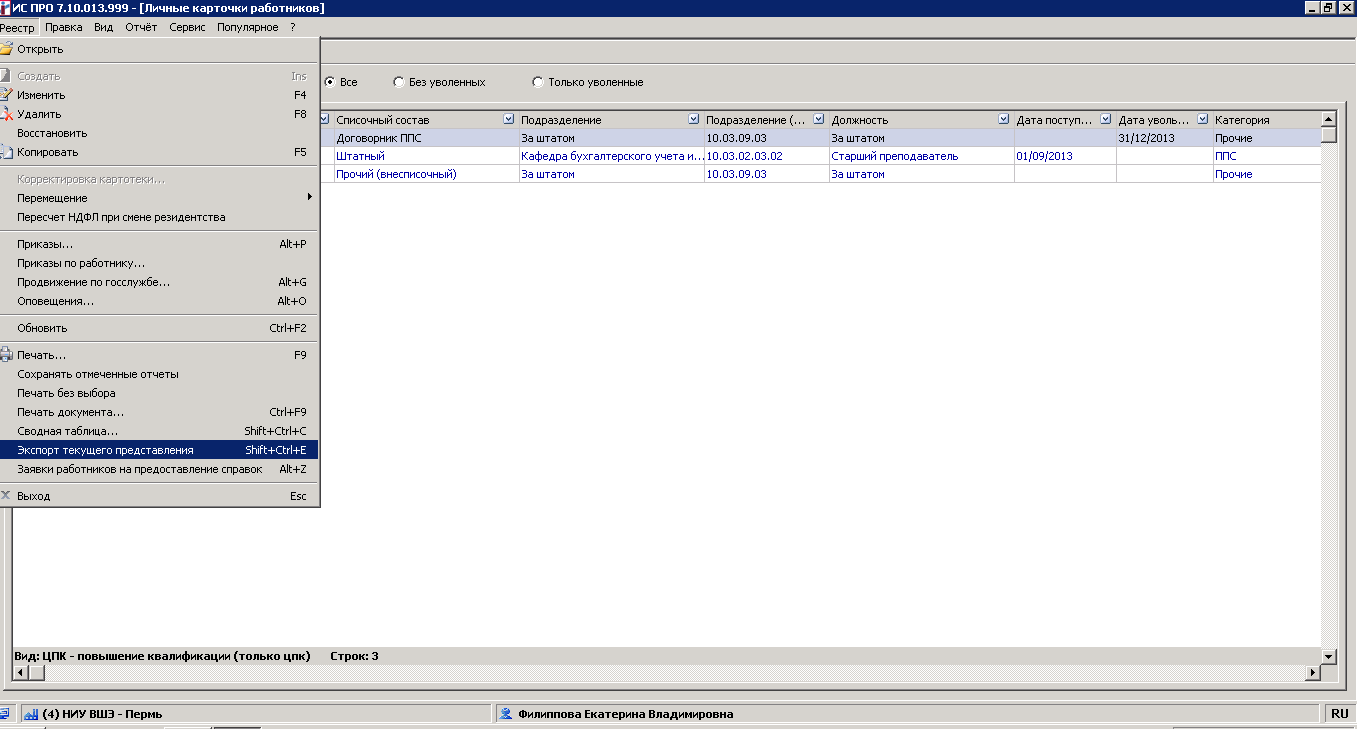 ИС ПРО 7.10.013.999 - [Личные карточки работников]
Реестр Правка Вид Отчёт Сервис Популярное ?
Открыть
Создать Ins
Изменить F4
Удалить F8
Восстановить
Копировать F5
Корректировка картотеки...
Перемещение
Пересчет НДФЛ при смене резидентства
Приказы... Alt+P
Приказы по работнику...
Продвижение по госслужбе... Alt+G
Оповещения... Alt+O
Обновить Ctrl+F2
Печать... F9
Сохранять отмеченные отчеты
Печать без выбора
Печать документа... Ctrl+F9
Сводная таблица... Shift+Ctrl+C
Экспорт текущего представления Shift+Ctrl+E
Заявки работников на предоставление справок Alt+Z
Выход Esc
Все Без уволенных Только уволенные
Списочный состав Подразделение Подразделение (... Должность Дата поступ... Дата уволь... Категория
Договорник ППС За штатом 10.03.09.03 За штатом 31/12/2013 Прочие
Штатный Кафедра бухгалтерского учета и... 10.03.02.03.02 Старший преподаватель 01/09/2013 ППС
Прочий (внесписочный) За штатом 10.03.09.03 За штатом Прочие
Вид: ЦПК - повышение квалификации (только цпк) Строк: 3
(4) НИУ ВШЭ - Пермь Филиппова Екатерина Владимировна RU